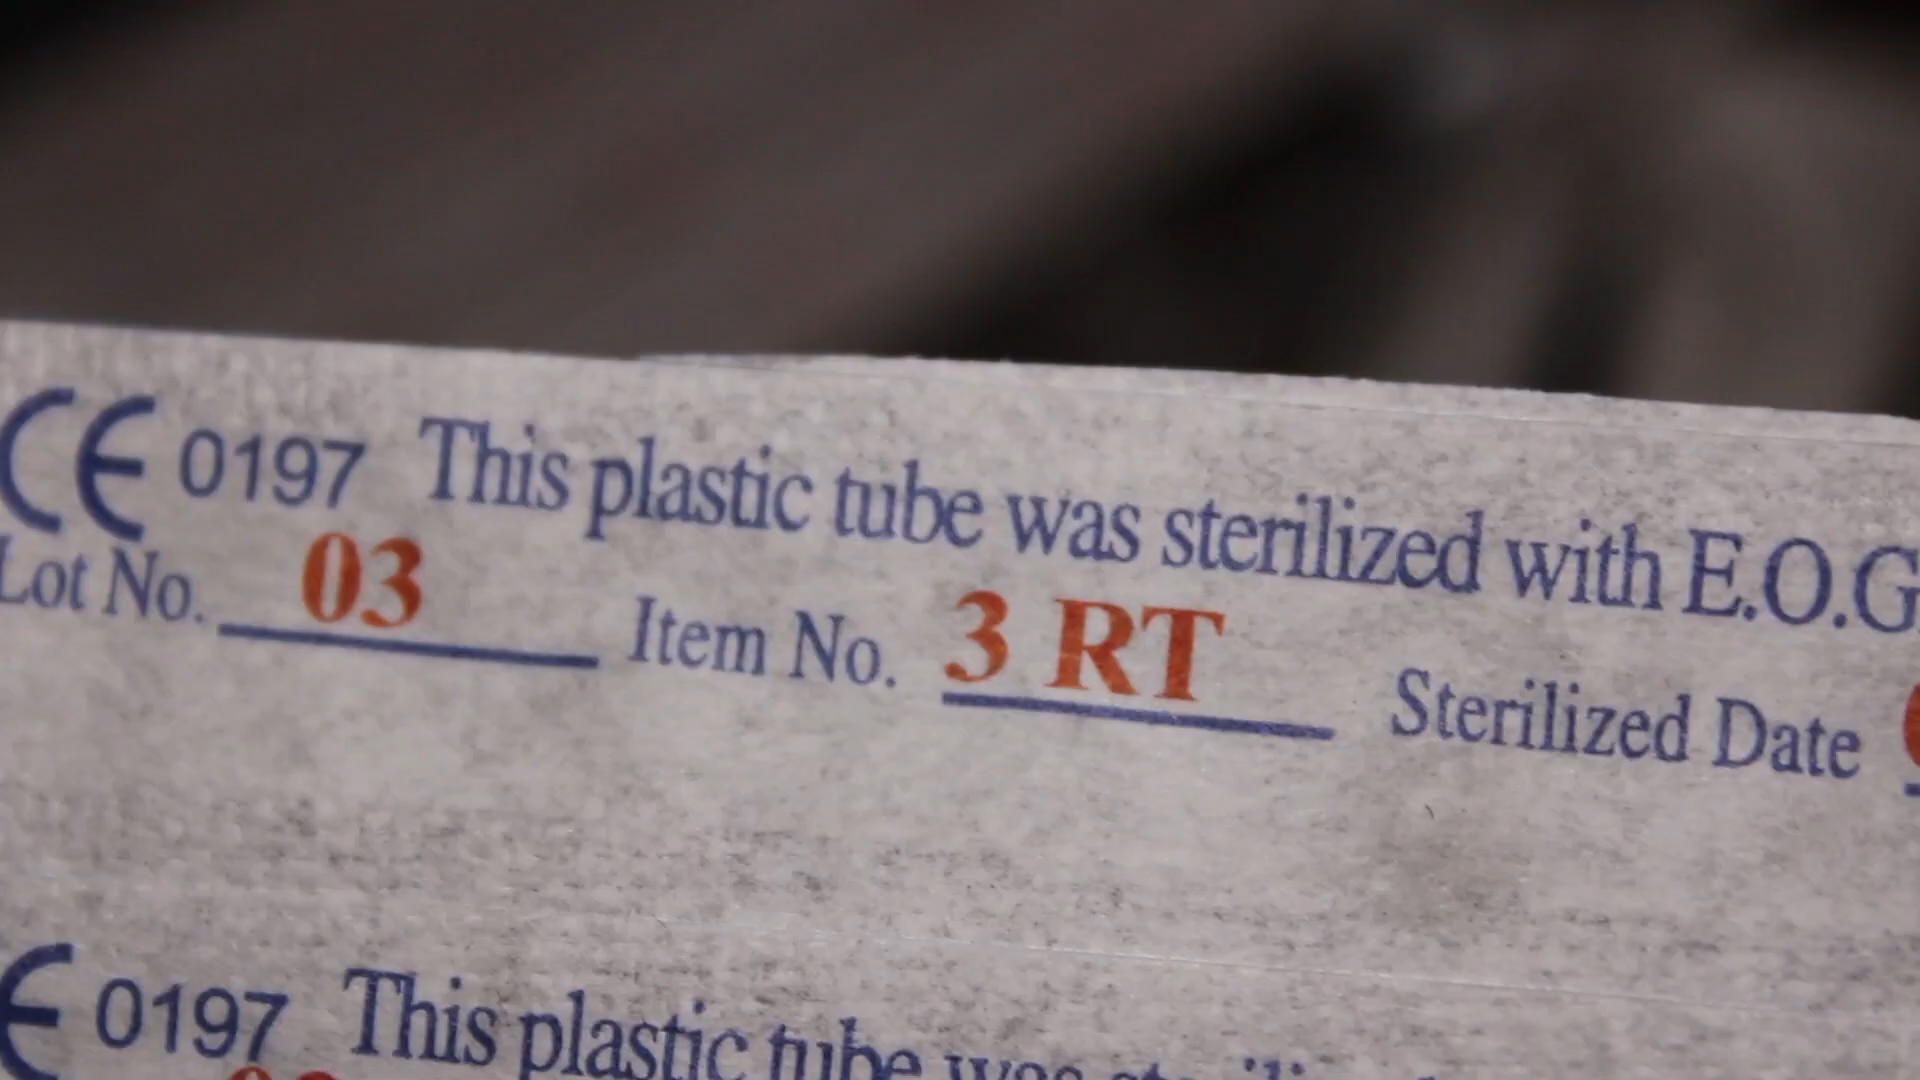 CE 0197 This plastic tube was sterilized with E.O.G
Lot No. 03 Item No. 3 RT Sterilized Date
CE 0197 This plastic tube was